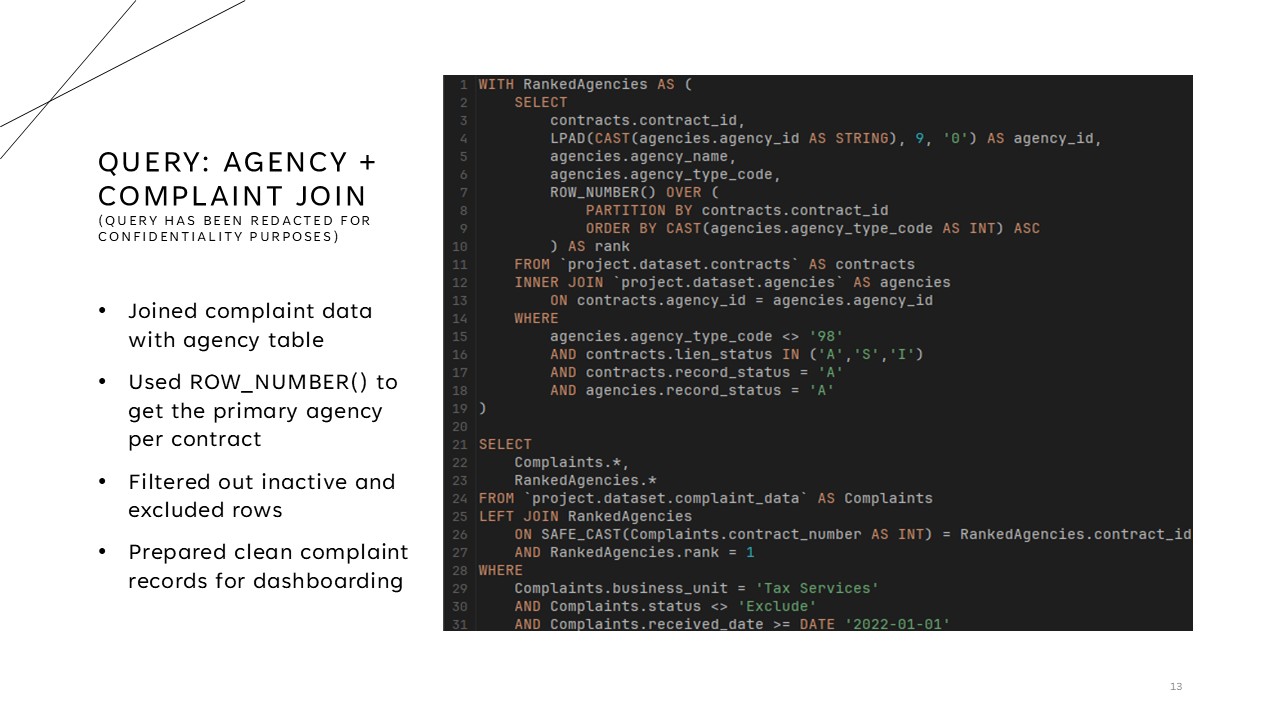 QUERY: AGENCY +
COMPLAINT JOIN
(QUERY HAS BEEN REDACTED FOR
CONFIDENTIALITY PURPOSES)
• Joined complaint data
with agency table
• Used ROW_NUMBER() to
get the primary agency
per contract
• Filtered out inactive and
excluded rows
• Prepared clean complaint
records for dashboarding
1 WITH RankedAgencies AS (
2     SELECT
3         contracts.contract_id,
4         LPAD(CAST(agencies.agency_id AS STRING), 9, '0') AS agency_id,
5         agencies.agency_name,
6         agencies.agency_type_code,
7         ROW_NUMBER() OVER (
8             PARTITION BY contracts.contract_id
9             ORDER BY CAST(agencies.agency_type_code AS INT) ASC
10         ) AS rank
11     FROM `project.dataset.contracts` AS contracts
12     INNER JOIN `project.dataset.agencies` AS agencies
13         ON contracts.agency_id = agencies.agency_id
14     WHERE
15         agencies.agency_type_code <> '98'
16         AND contracts.lien_status IN ('A','S','I')
17         AND contracts.record_status = 'A'
18         AND agencies.record_status = 'A'
19 )
20
21 SELECT
22     Complaints.*,
23     RankedAgencies.*
24 FROM `project.dataset.complaint_data` AS Complaints
25 LEFT JOIN RankedAgencies
26     ON SAFE_CAST(Complaints.contract_number AS INT) = RankedAgencies.contract_id
27     AND RankedAgencies.rank = 1
28 WHERE
29     Complaints.business_unit = 'Tax Services'
30     AND Complaints.status <> 'Exclude'
31     AND Complaints.received_date >= DATE '2022-01-01'
13